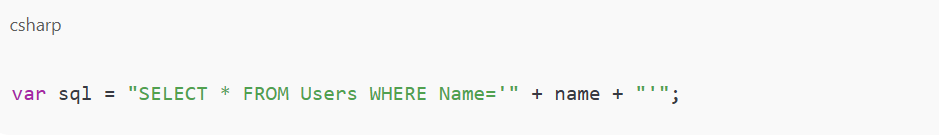 csharp
var sql = "SELECT * FROM Users WHERE Name='" + name + "'";